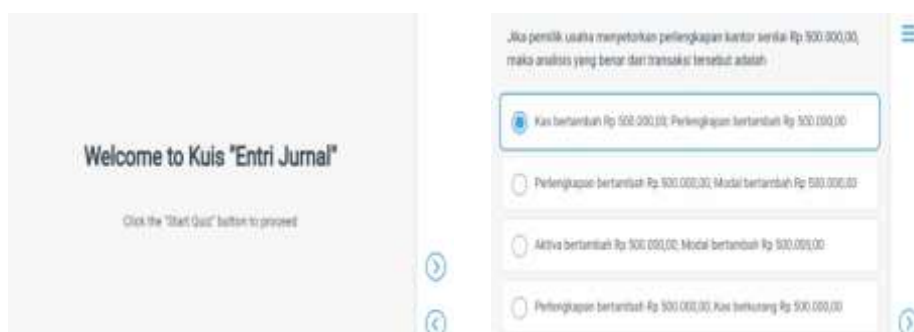 Welcome to Kuis "Entri Jurnal"
Click the "Start Quiz" button to proceed
Jika pemilik usaha menyetorkan perlengkapan kantor senilai Rp 500.000,00,
maka analisis yang benar dari transaksi tersebut adalah
Kas bertambah Rp 500.000,00; Perlengkapan bertambah Rp 500.000,00
Perlengkapan bertambah Rp 500.000,00; Modal bertambah Rp 500.000,00
Aktiva bertambah Rp 500.000,00; Modal bertambah Rp 500.000,00
Perlengkapan bertambah Rp 500.000,00; Kas berkurang Rp 500.000,00